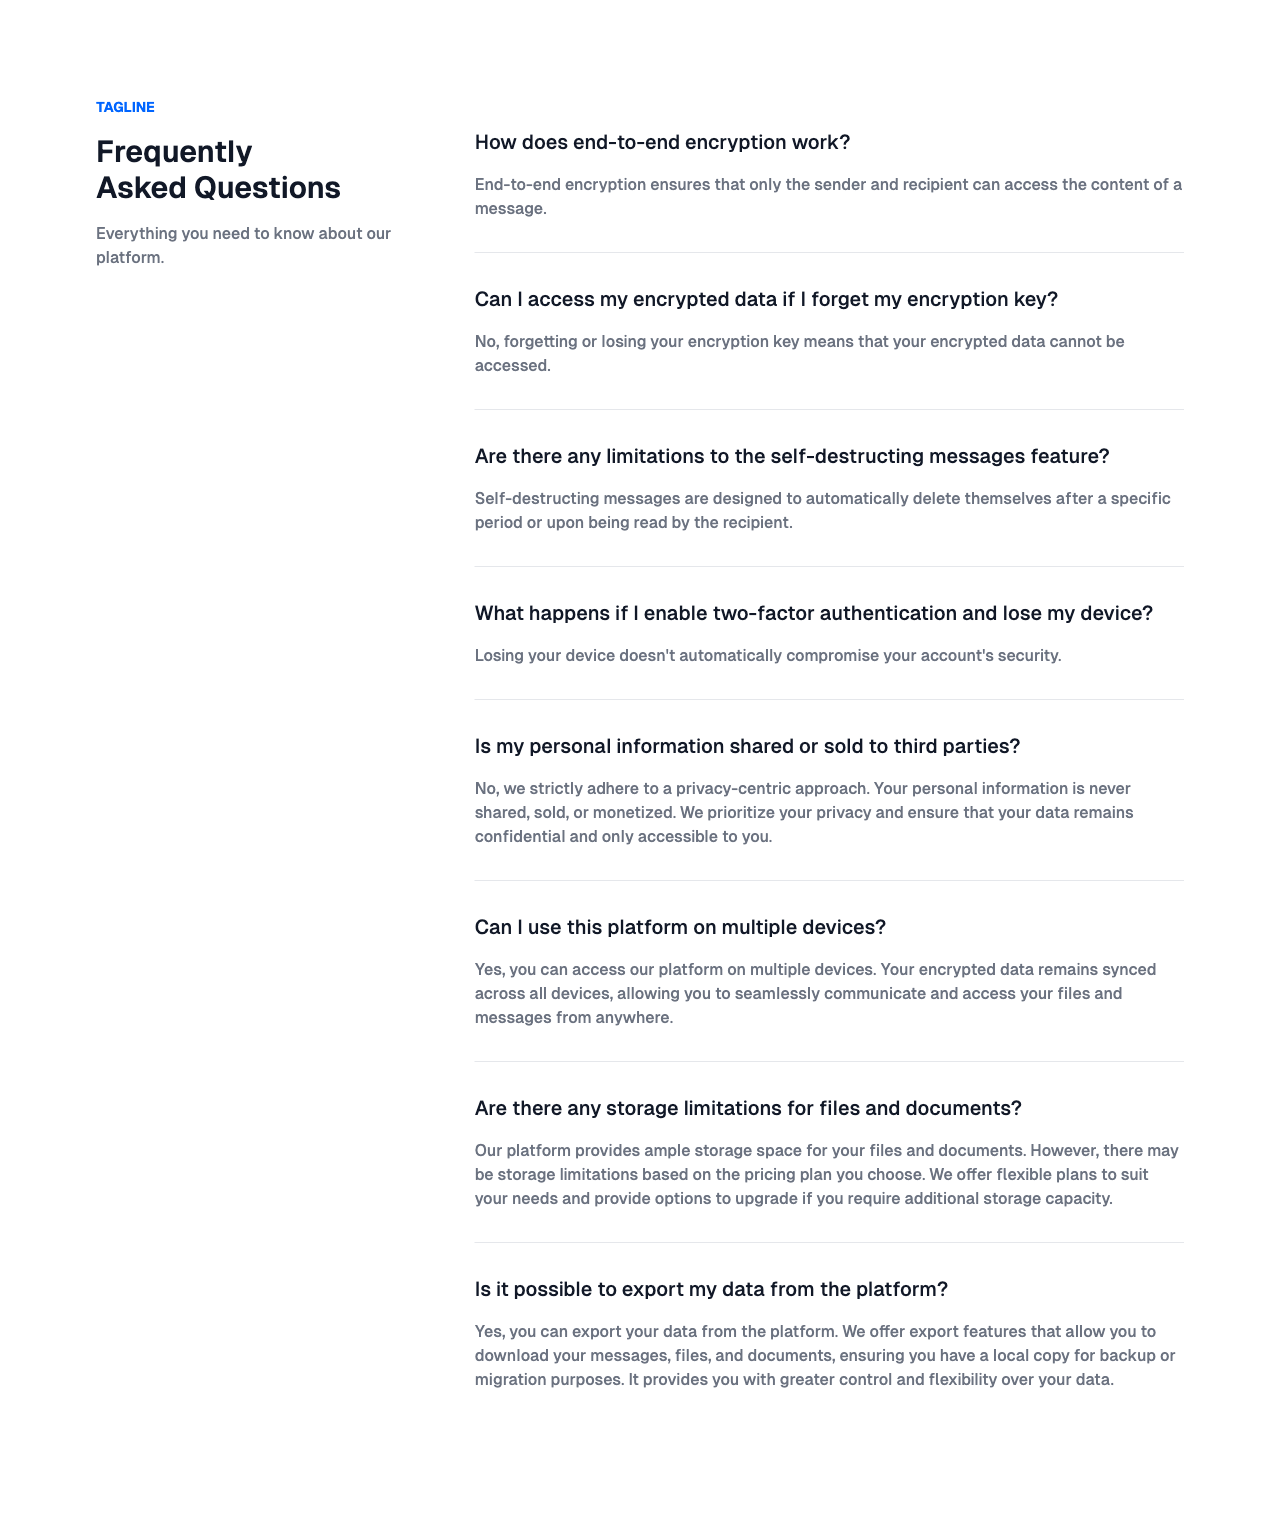 TAGLINE
Frequently
Asked Questions
Everything you need to know about our
platform.
How does end-to-end encryption work?
End-to-end encryption ensures that only the sender and recipient can access the content of a
message.
Can I access my encrypted data if I forget my encryption key?
No, forgetting or losing your encryption key means that your encrypted data cannot be
accessed.
Are there any limitations to the self-destructing messages feature?
Self-destructing messages are designed to automatically delete themselves after a specific
period or upon being read by the recipient.
What happens if I enable two-factor authentication and lose my device?
Losing your device doesn't automatically compromise your account's security.
Is my personal information shared or sold to third parties?
No, we strictly adhere to a privacy-centric approach. Your personal information is never
shared, sold, or monetized. We prioritize your privacy and ensure that your data remains
confidential and only accessible to you.
Can I use this platform on multiple devices?
Yes, you can access our platform on multiple devices. Your encrypted data remains synced
across all devices, allowing you to seamlessly communicate and access your files and
messages from anywhere.
Are there any storage limitations for files and documents?
Our platform provides ample storage space for your files and documents. However, there may
be storage limitations based on the pricing plan you choose. We offer flexible plans to suit
your needs and provide options to upgrade if you require additional storage capacity.
Is it possible to export my data from the platform?
Yes, you can export your data from the platform. We offer export features that allow you to
download your messages, files, and documents, ensuring you have a local copy for backup or
migration purposes. It provides you with greater control and flexibility over your data.